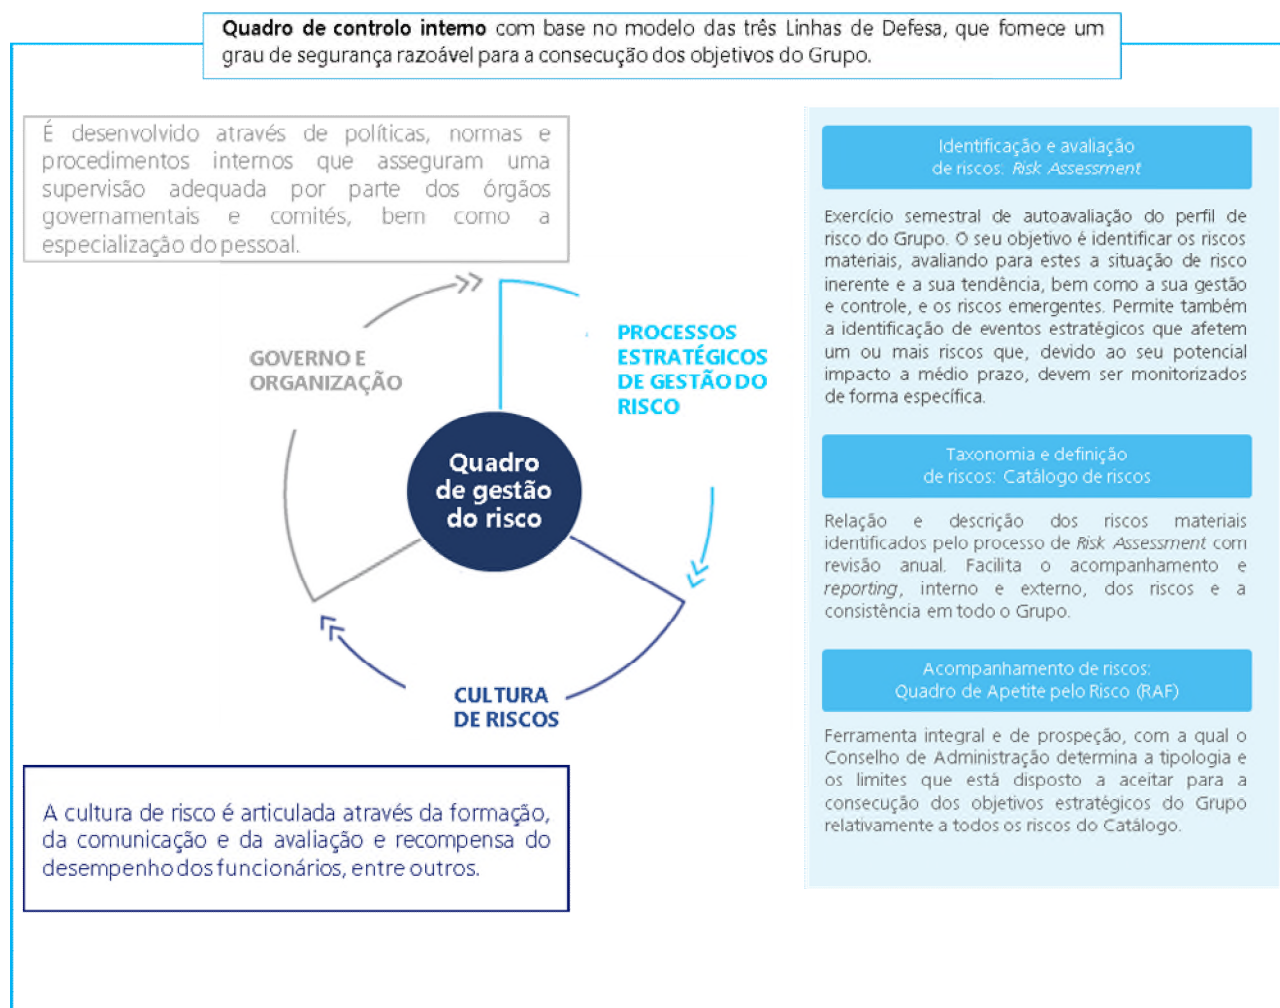 Quadro de controlo interno com base no modelo das três Linhas de Defesa, que fornece um
grau de segurança razoável para a consecução dos objetivos do Grupo.
É desenvolvido através de políticas, normas e
procedimentos internos que asseguram uma
supervisão adequada por parte dos órgãos
governamentais e comités, bem como a
especialização do pessoal.
GOVERNO E
ORGANIZAÇÃO
PROCESSOS
ESTRATÉGICOS
DE GESTÃO DO
RISCO
Quadro
de gestão
do risco
CULTURA
DE RISCOS
A cultura de risco é articulada através da formação,
da comunicação e da avaliação e recompensa do
desempenho dos funcionários, entre outros.
Identificação e avaliação
de riscos: Risk Assessment
Exercício semestral de autoavaliação do perfil de
risco do Grupo. O seu objetivo é identificar os riscos
materiais, avaliando para estes a situação de risco
inerente e a sua tendência, bem como a sua gestão
e controle, e os riscos emergentes. Permite também
a identificação de eventos estratégicos que afetem
um ou mais riscos que, devido ao seu potencial
impacto a médio prazo, devem ser monitorizados
de forma específica.
Taxonomia e definição
de riscos: Catálogo de riscos
Relação e descrição dos riscos materiais
identificados pelo processo de Risk Assessment com
revisão anual. Facilita o acompanhamento e
reporting, interno e externo, dos riscos e a
consistência em todo o Grupo.
Acompanhamento de riscos:
Quadro de Apetite pelo Risco (RAF)
Ferramenta integral e de prospeção, com a qual o
Conselho de Administração determina a tipologia e
os limites que está disposto a aceitar para a
consecução dos objetivos estratégicos do Grupo
relativamente a todos os riscos do Catálogo.